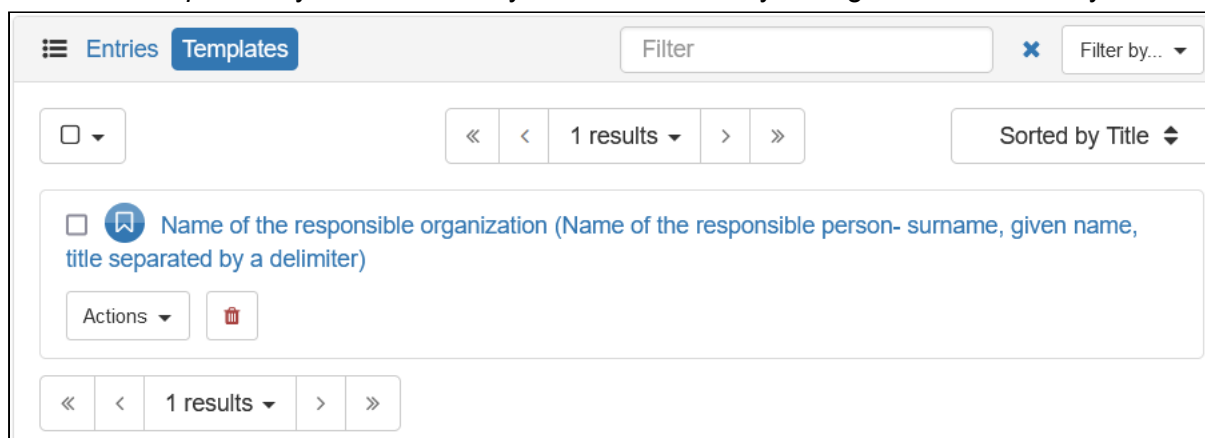 Entries Templates Filter Filter by...
« < 1 results > » Sorted by Title
Name of the responsible organization (Name of the responsible person- surname, given name,
title separated by a delimiter)
Actions
« < 1 results > »